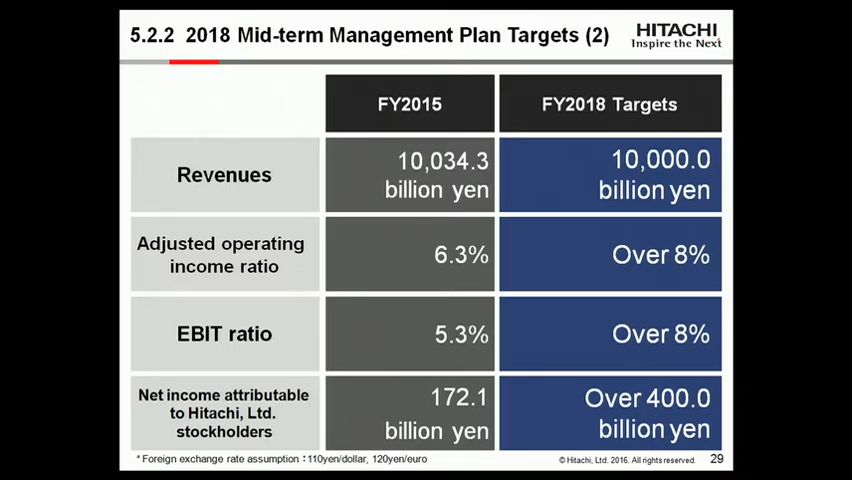 5.2.2 2018 Mid-term Management Plan Targets (2)
HITACHI
Inspire the Next
FY2015
FY2018 Targets
Revenues
10,034.3
billion yen
10,000.0
billion yen
Adjusted operating
income ratio
6.3%
Over 8%
EBIT ratio
5.3%
Over 8%
Net income attributable
to Hitachi, Ltd.
stockholders
172.1
billion yen
Over 400.0
billion yen
* Foreign exchange rate assumption：110yen/dollar, 120yen/euro
© Hitachi, Ltd. 2016. All rights reserved.
29